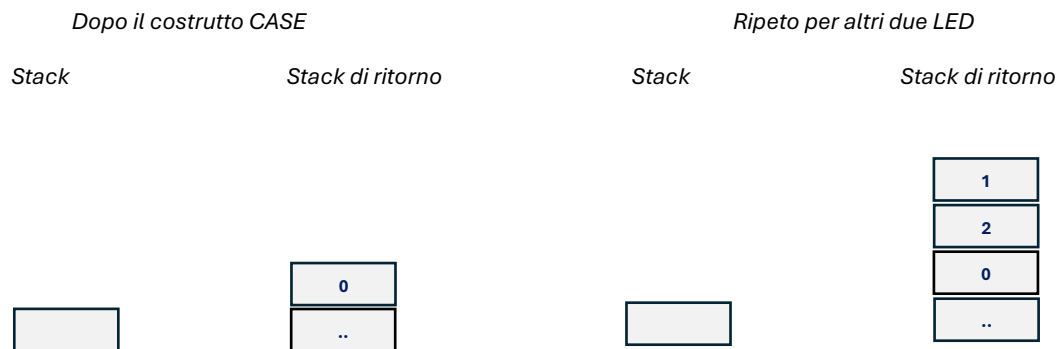 Dopo il costrutto CASE
Ripeto per altri due LED
Stack
Stack di ritorno
Stack
Stack di ritorno
1
2
0
0
..
..